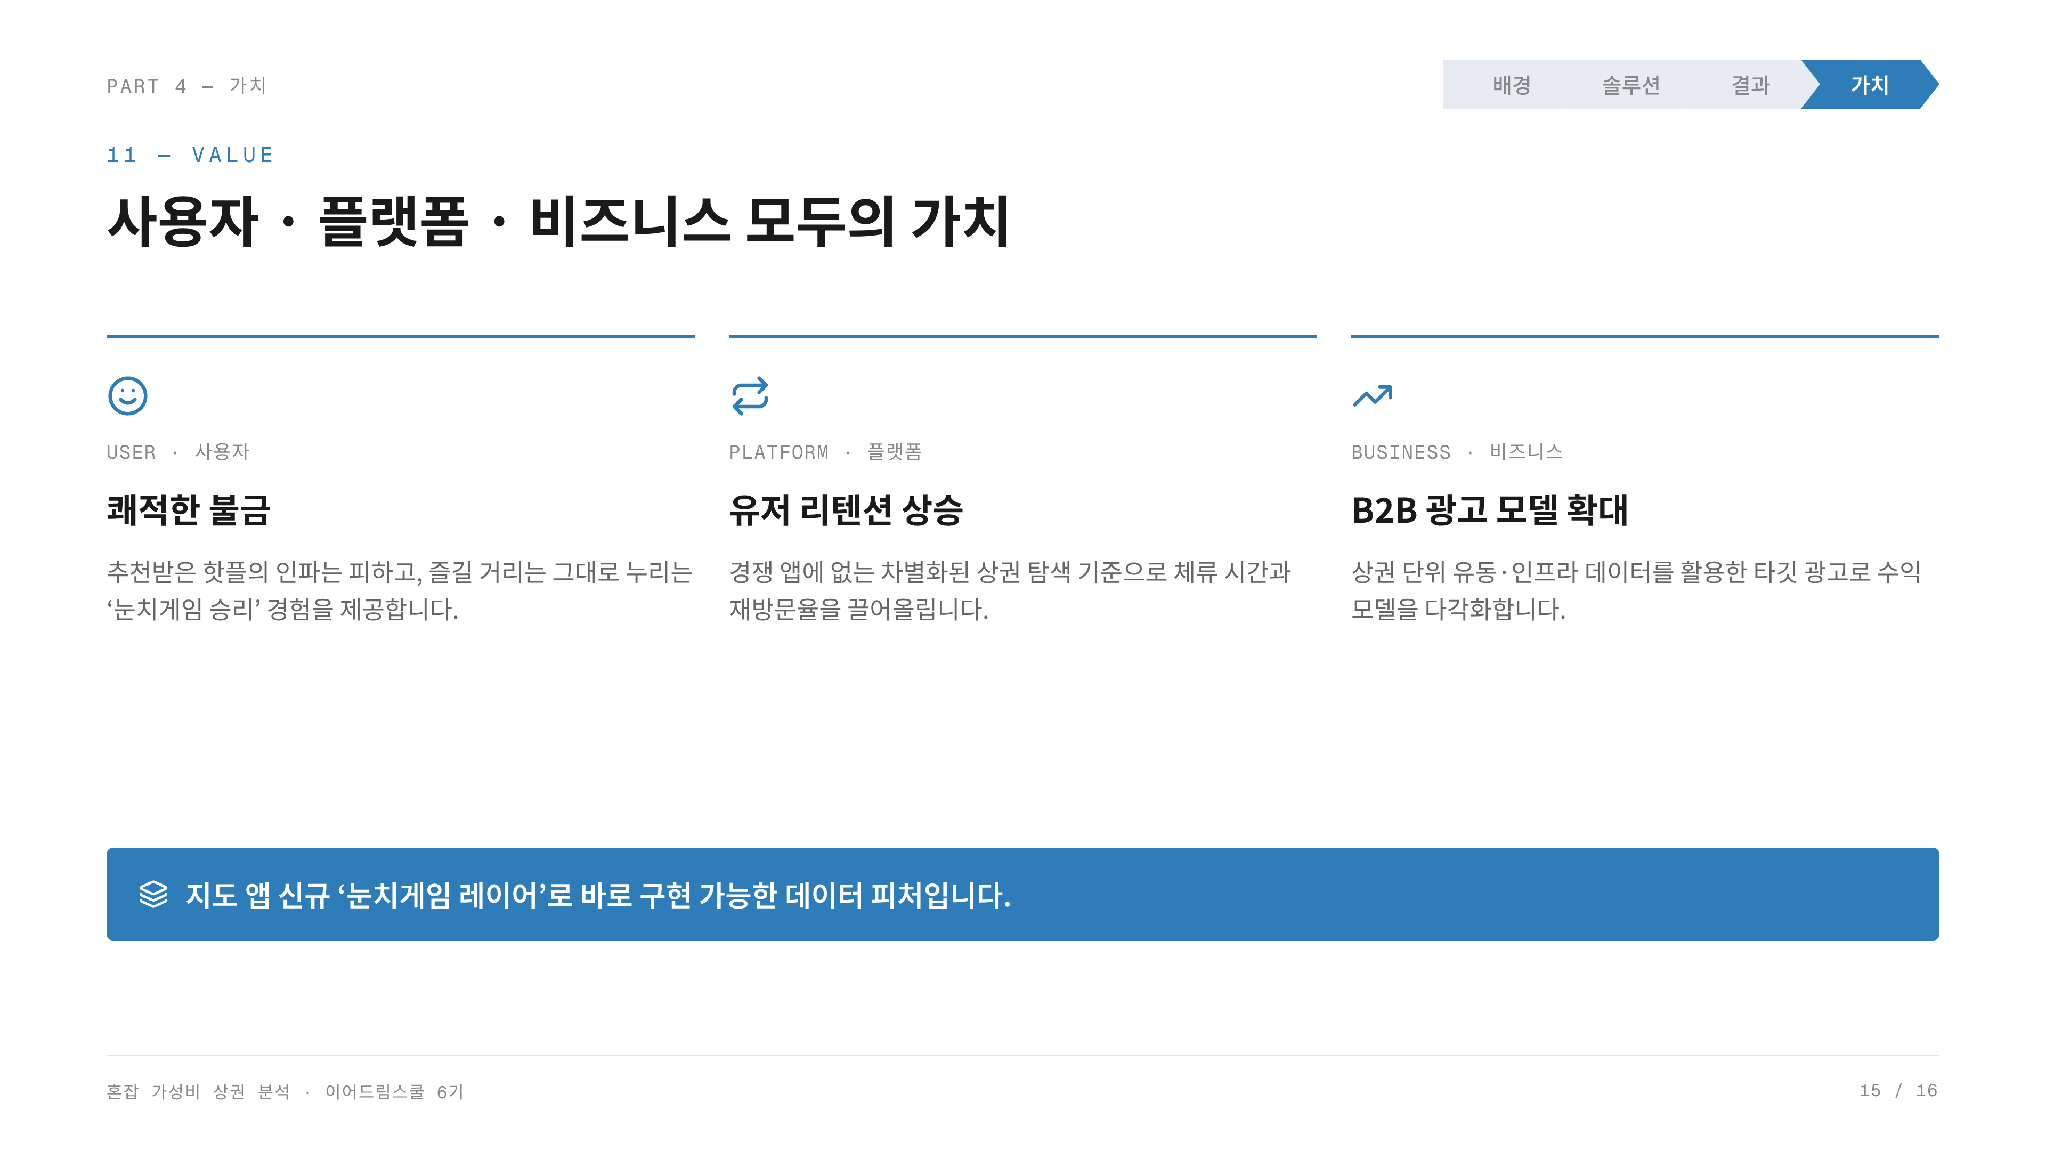 PART 4 — 가치
배경 솔루션 결과 가치
11 — VALUE
사용자 · 플랫폼 · 비즈니스 모두의 가치
USER · 사용자
쾌적한 불금
추천받은 핫플의 인파는 피하고, 즐길 거리는 그대로 누리는
‘눈치게임 승리’ 경험을 제공합니다.
PLATFORM · 플랫폼
유저 리텐션 상승
경쟁 앱에 없는 차별화된 상권 탐색 기준으로 체류 시간과
재방문율을 끌어올립니다.
BUSINESS · 비즈니스
B2B 광고 모델 확대
상권 단위 유동·인프라 데이터를 활용한 타깃 광고로 수익
모델을 다각화합니다.
지도 앱 신규 ‘눈치게임 레이어’로 바로 구현 가능한 데이터 피처입니다.
혼잡 가성비 상권 분석 · 이어드림스쿨 6기
15 / 16